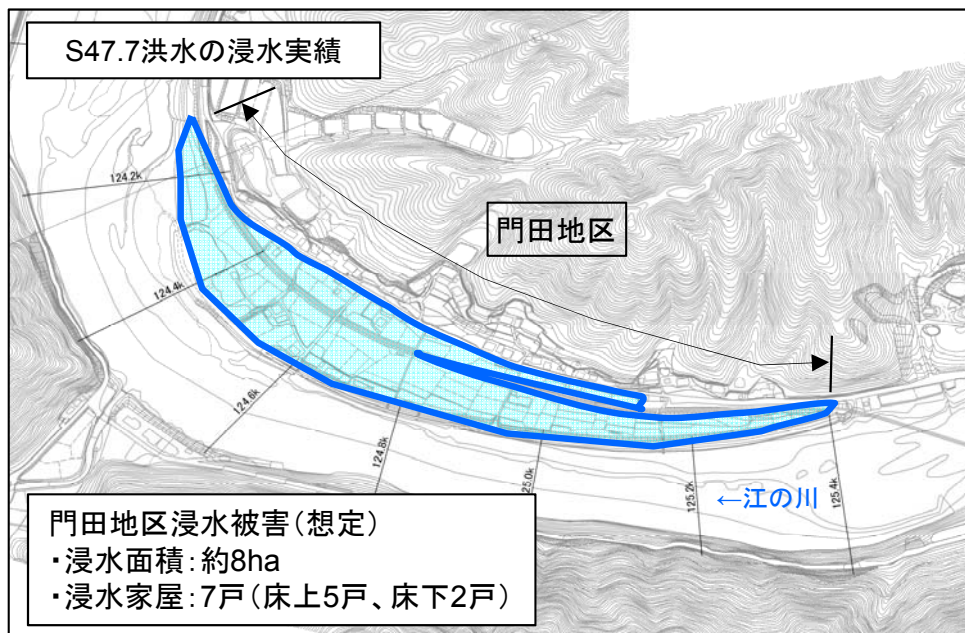 S47.7洪水の浸水実績
門田地区
124.2k
124.4k
124.6k
124.8k
125.0k
125.2k
125.4k
←江の川
門田地区浸水被害（想定）
・浸水面積：約8ha
・浸水家屋：7戸（床上5戸、床下2戸）